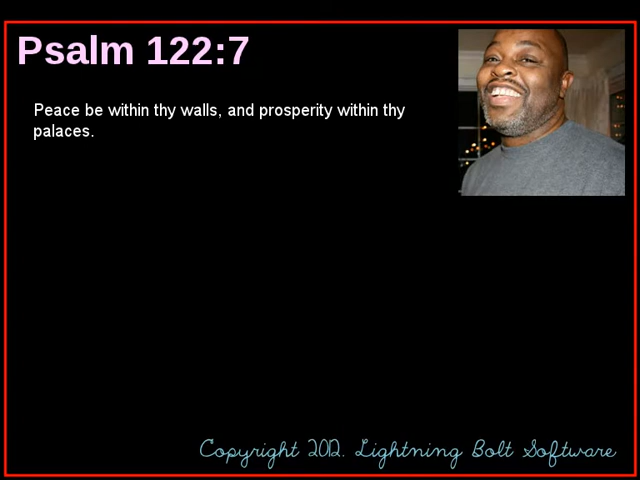 Psalm 122:7
Peace be within thy walls, and prosperity within thy
palaces.
Copyright 2012. Lightning Bolt Software